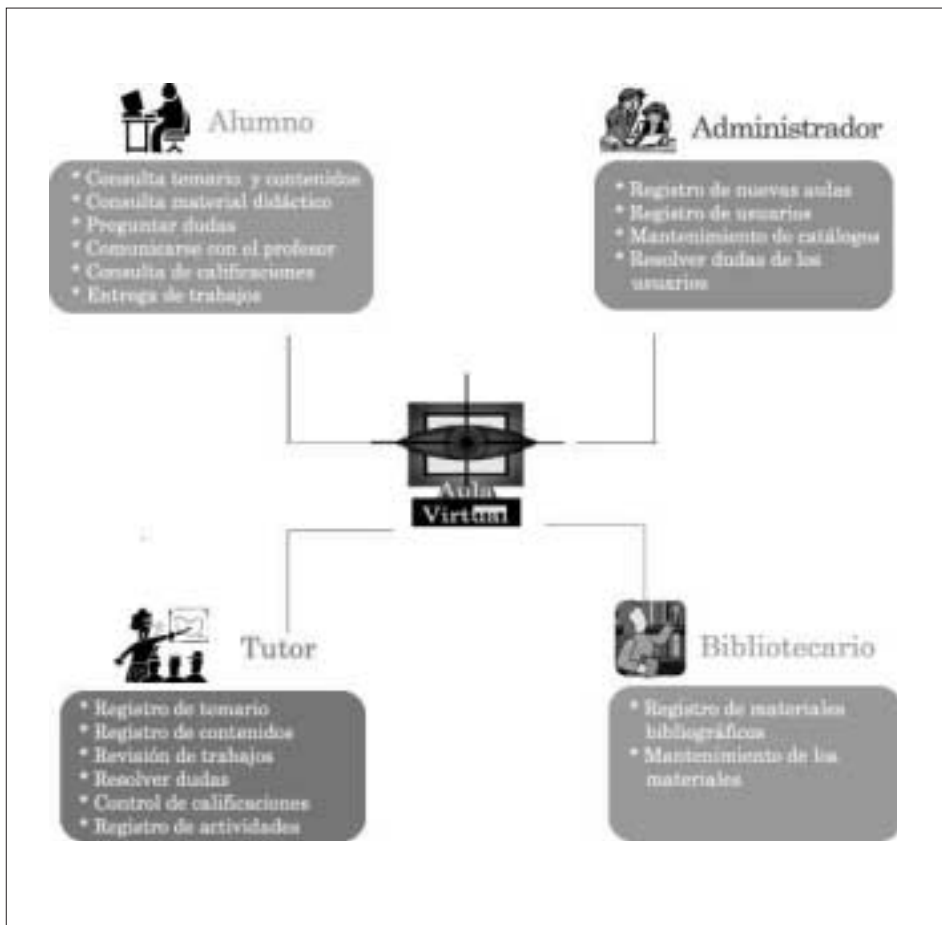 Alumno
* Consulta temario y contenidos
* Consulta material didáctico
* Preguntar dudas
* Comunicarse con el profesor
* Consulta de calificaciones
* Entrega de trabajos
Administrador
* Registro de nuevas aulas
* Registro de usuarios
* Mantenimiento de catálogos
* Resolver dudas de los
usuarios
Aula
Virtual
Tutor
* Registro de temario
* Registro de contenidos
* Revisión de trabajos
* Resolver dudas
* Control de calificaciones
* Registro de actividades
Bibliotecario
* Registro de materiales
bibliográficos
* Mantenimiento de los
materiales